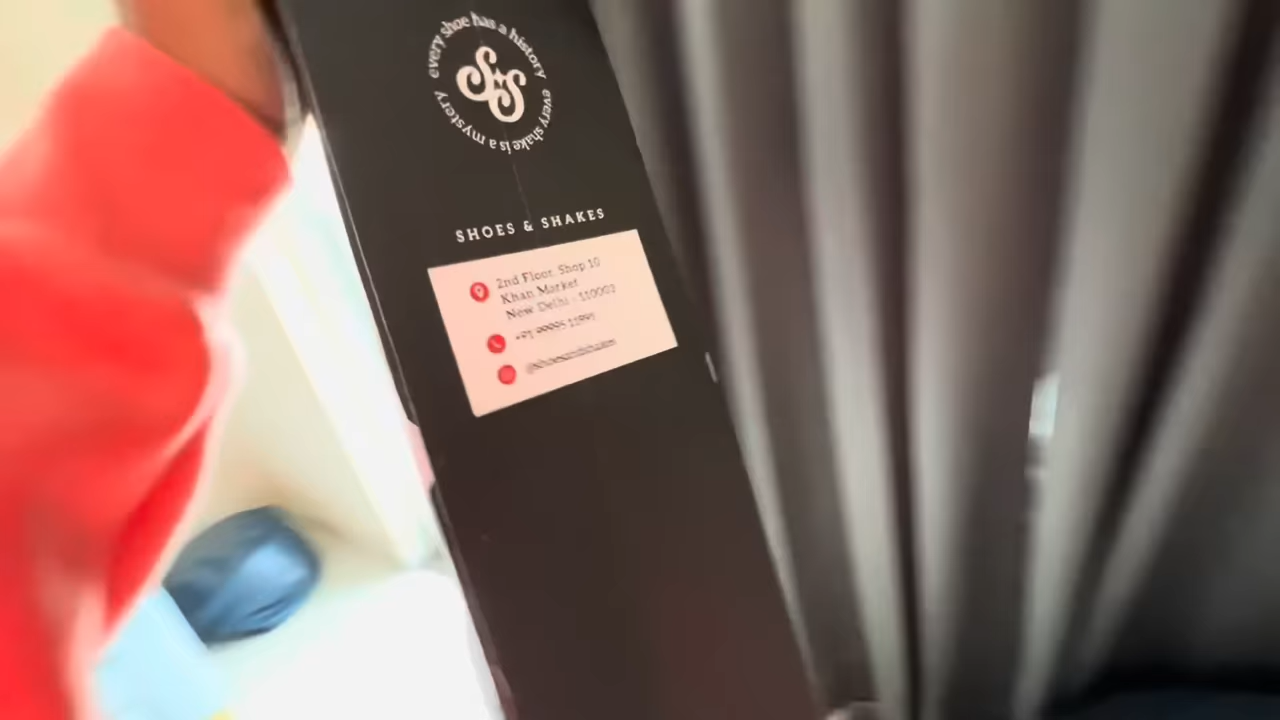 every shoe has a history
every shake is a mystery
S+S
SHOES & SHAKES
2nd Floor, Shop 10
Khan Market
New Delhi - 110003
@shoesandshakes